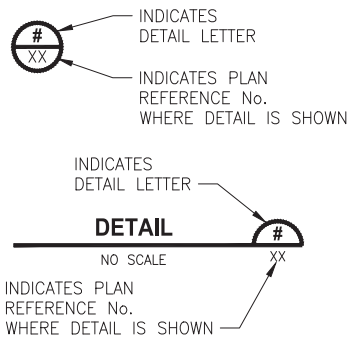 INDICATES
DETAIL LETTER
#
XX
INDICATES PLAN
REFERENCE No.
WHERE DETAIL IS SHOWN
INDICATES
DETAIL LETTER
DETAIL
#
NO SCALE
XX
INDICATES PLAN
REFERENCE No.
WHERE DETAIL IS SHOWN